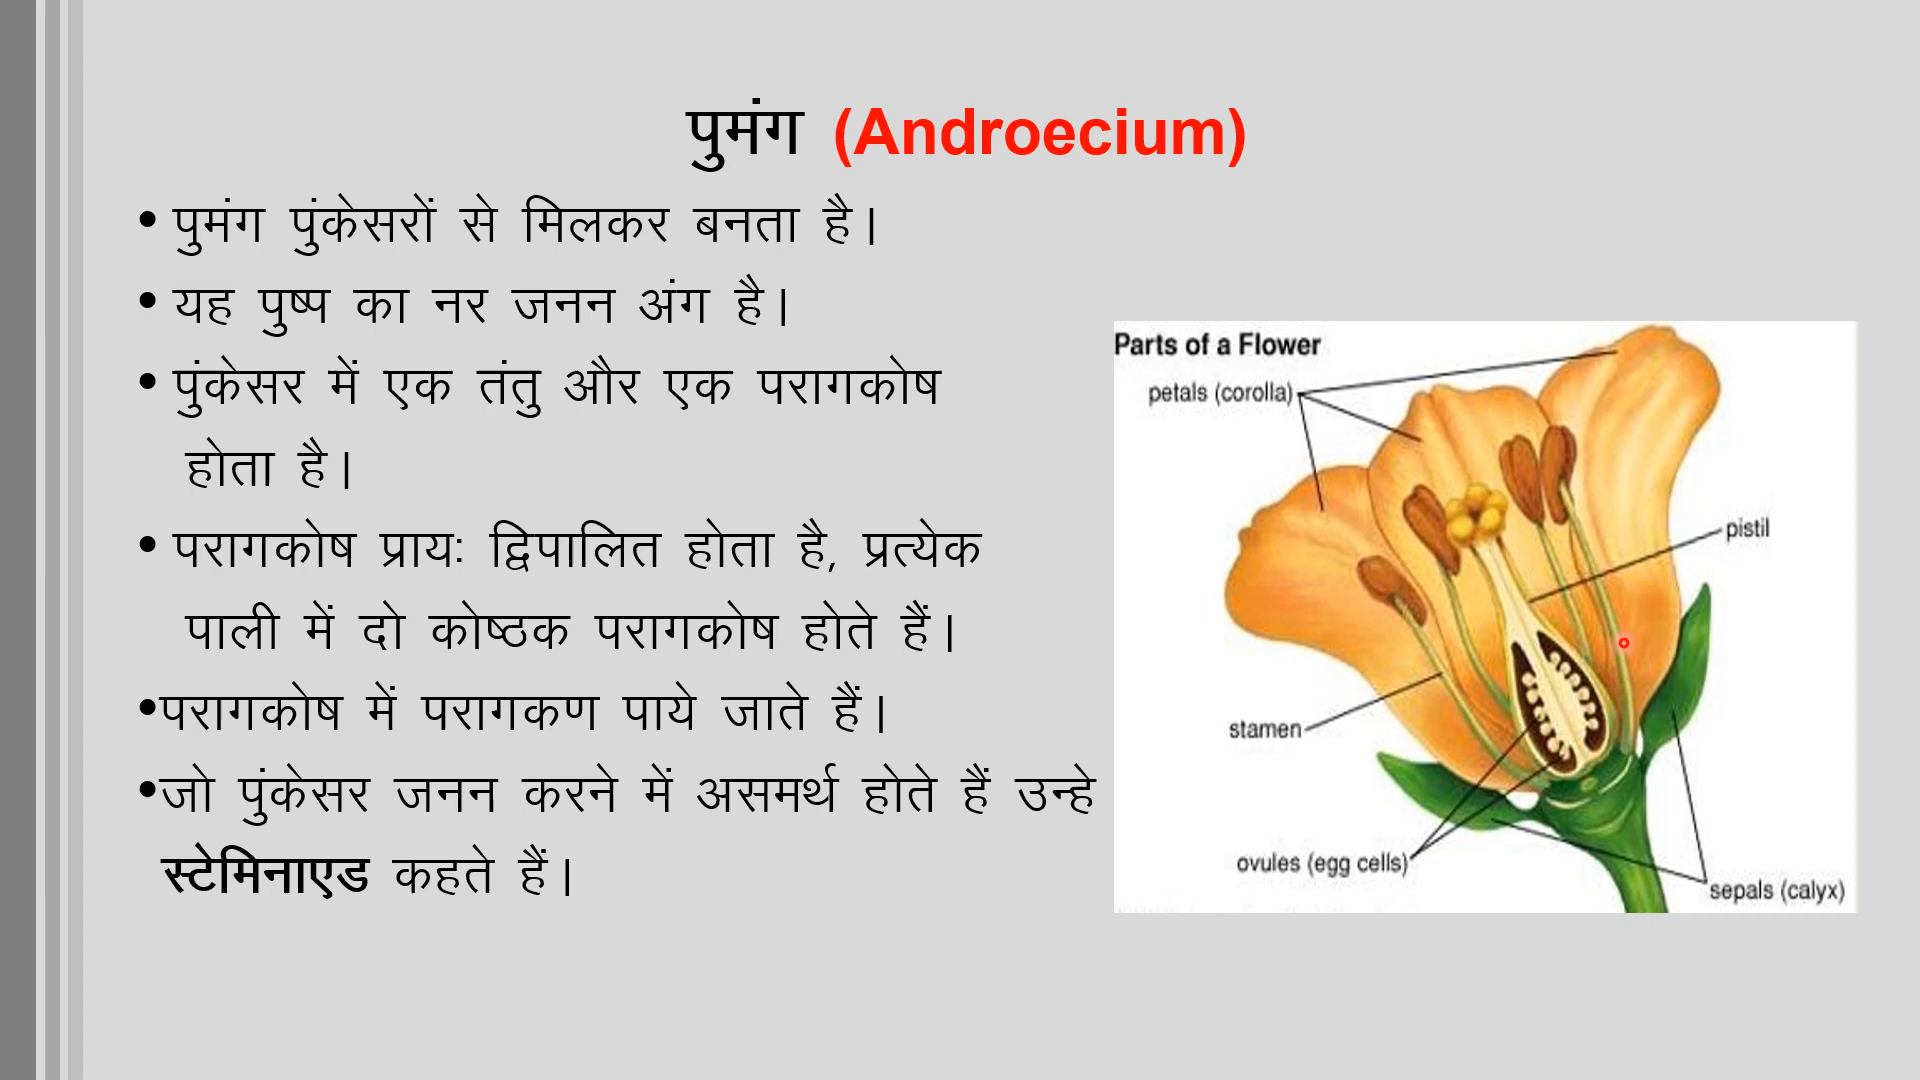 पुमंग (Androecium)
• पुमंग पुंकेसरों से मिलकर बनता है।
• यह पुष्प का नर जनन अंग है।
• पुंकेसर में एक तंतु और एक परागकोष
होता है।
• परागकोष प्रायः द्विपालित होता है, प्रत्येक
पाली में दो कोष्ठक परागकोष होते हैं।
•परागकोष में परागकण पाये जाते हैं।
•जो पुंकेसर जनन करने में असमर्थ होते हैं उन्हे
स्टेमिनाएड कहते हैं।
Parts of a Flower
petals (corolla)
pistil
stamen
ovules (egg cells)
sepals (calyx)